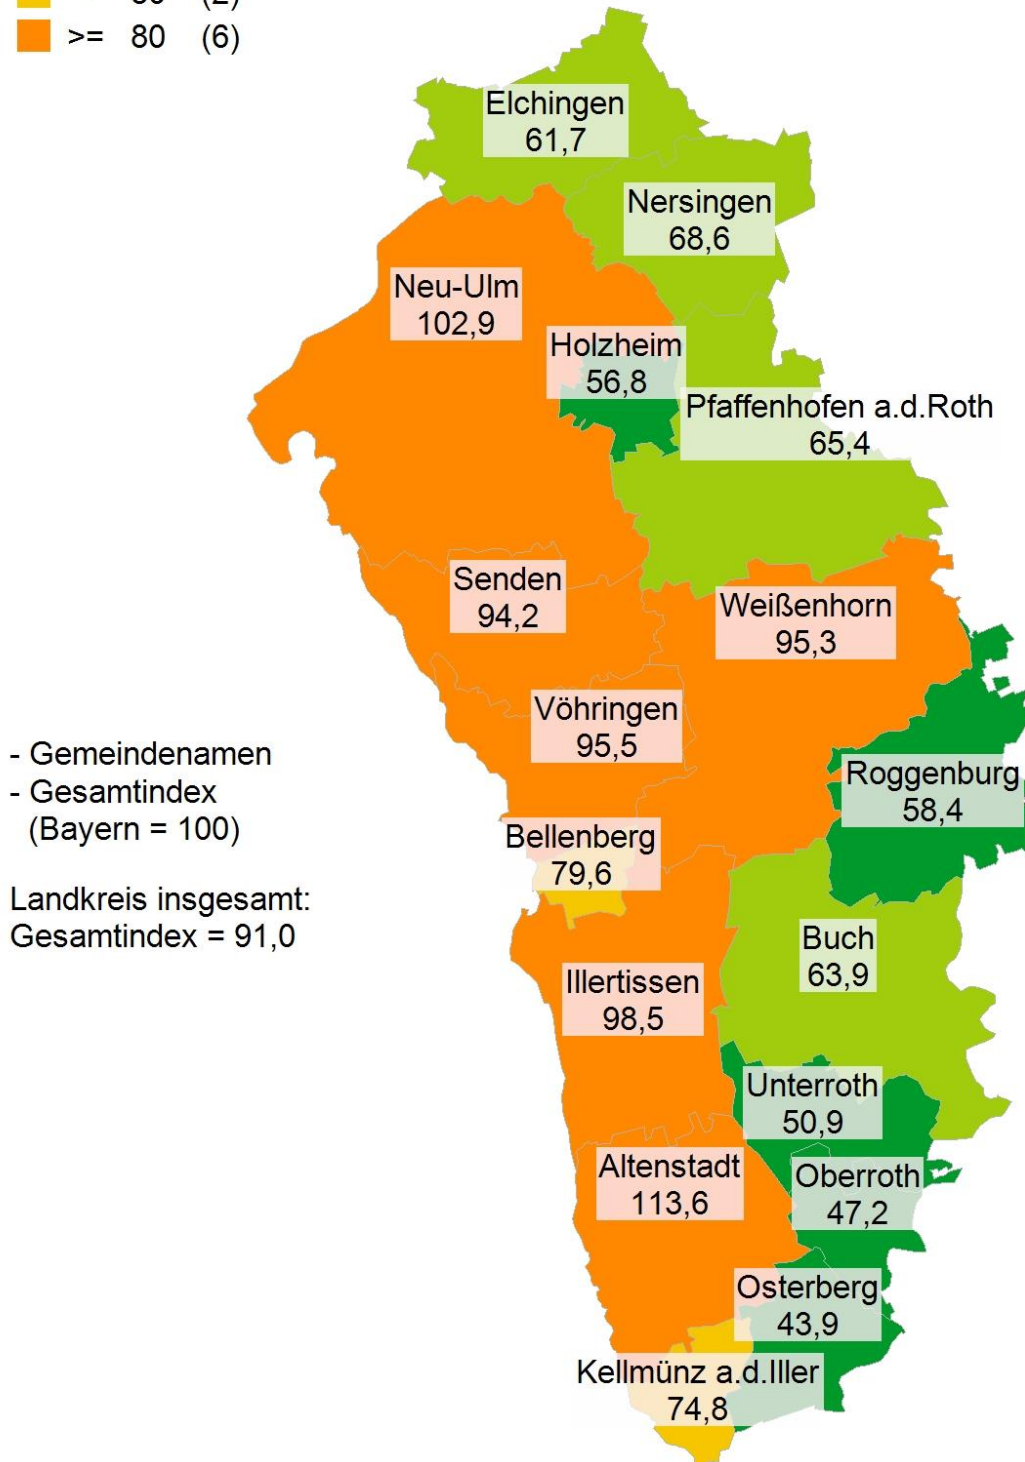 >= 80 (6)
Elchingen
61,7
Nersingen
68,6
Neu-Ulm
102,9
Holzheim
56,8
Pfaffenhofen a.d.Roth
65,4
Senden
94,2
Weißenhorn
95,3
Vöhringen
95,5
- Gemeindenamen
- Gesamtindex
(Bayern = 100)
Roggenburg
58,4
Bellenberg
79,6
Landkreis insgesamt:
Gesamtindex = 91,0
Buch
63,9
Illertissen
98,5
Unterroth
50,9
Altenstadt
113,6
Oberroth
47,2
Osterberg
43,9
Kellmünz a.d.Iller
74,8